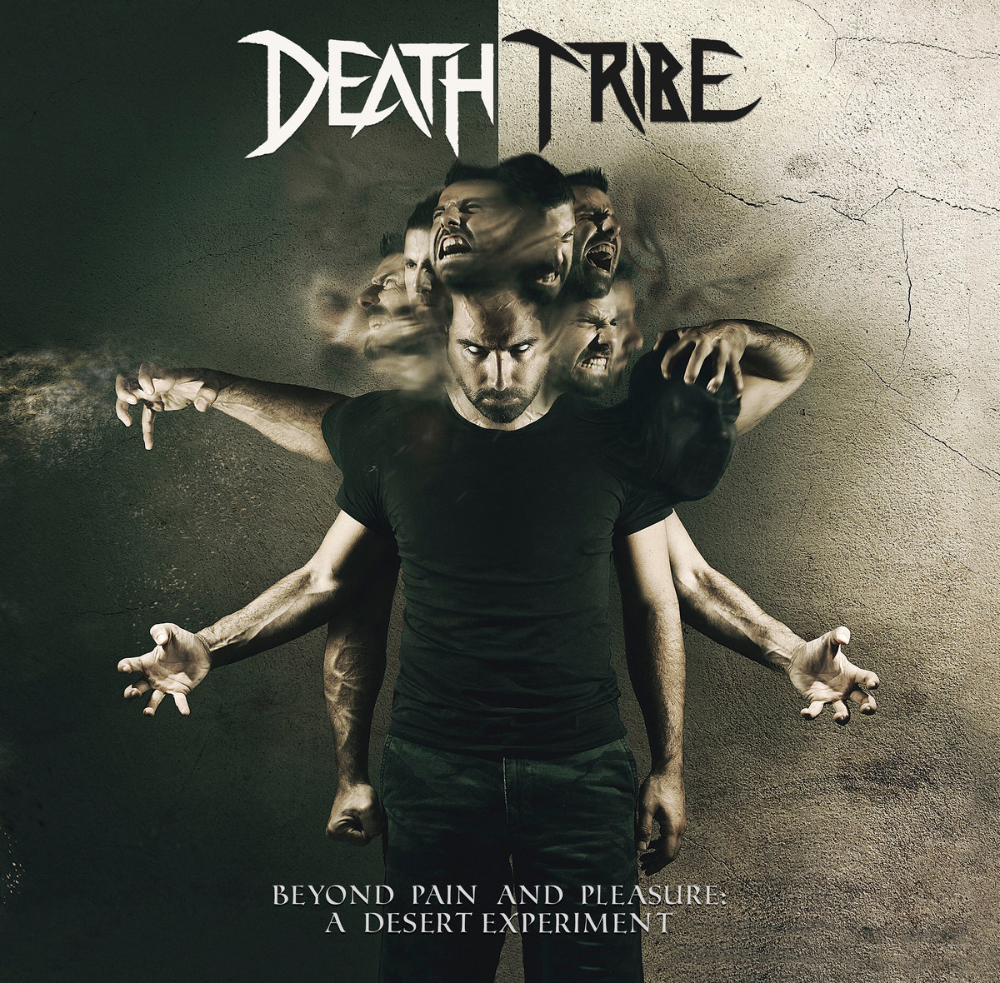 DEATH TRIBE
BEYOND PAIN AND PLEASURE:
A DESERT EXPERIMENT